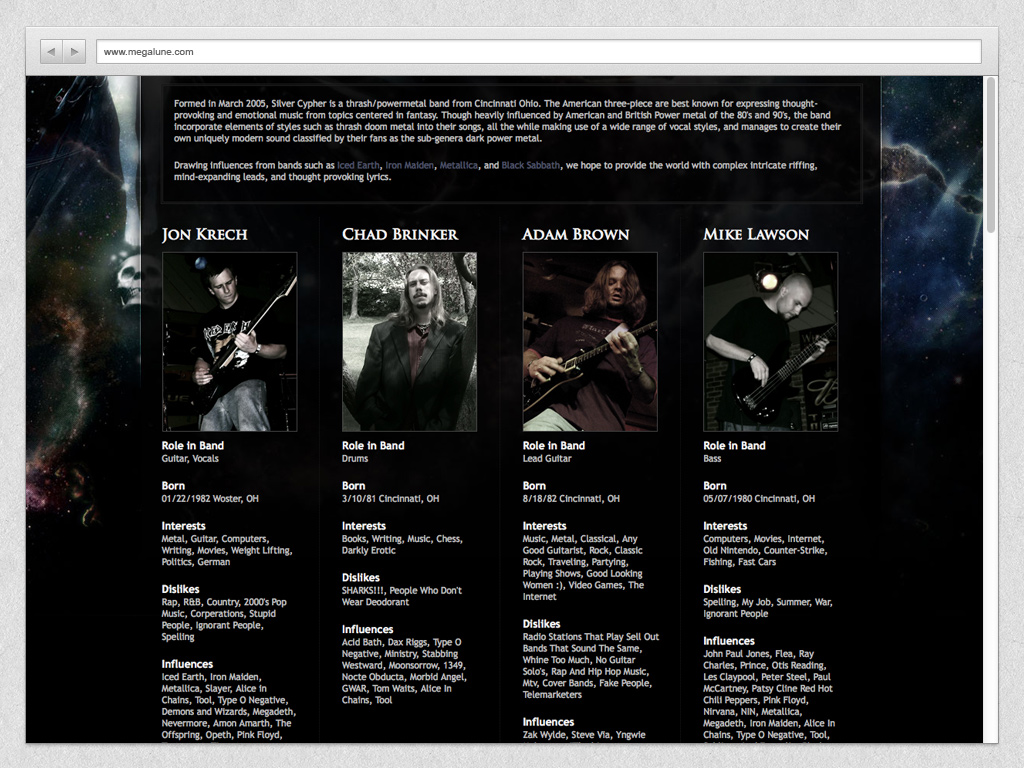 www.megalune.com
Formed in March 2005, Silver Cypher is a thrash/powermetal band from Cincinnati Ohio. The American three-piece are best known for expressing thought-
provoking and emotional music from topics centered in fantasy. Though heavily influenced by American and British Power metal of the 80's and 90's, the band
incorporate elements of styles such as thrash doom metal into their songs, all the while making use of a wide range of vocal styles, and manages to create their
own uniquely modern sound classified by their fans as the sub-genera dark power metal.
Drawing influences from bands such as Iced Earth, Iron Maiden, Metallica, and Black Sabbath, we hope to provide the world with complex intricate riffing,
mind-expanding leads, and thought provoking lyrics.
Jon Krech
Role in Band
Guitar, Vocals
Born
01/22/1982 Woster, OH
Interests
Metal, Guitar, Computers,
Writing, Movies, Weight Lifting,
Politics, German
Dislikes
Rap, R&B, Country, 2000's Pop
Music, Corperations, Stupid
People, Ignorant People,
Spelling
Influences
Iced Earth, Iron Maiden,
Metallica, Slayer, Alice in
Chains, Tool, Type O Negative,
Demons and Wizards, Megadeth,
Nevermore, Amon Amarth, The
Offspring, Opeth, Pink Floyd,
Chad Brinker
Role in Band
Drums
Born
3/10/81 Cincinnati, OH
Interests
Books, Writing, Music, Chess,
Darkly Erotic
Dislikes
SHARKS!!!, People Who Don't
Wear Deodorant
Influences
Acid Bath, Dax Riggs, Type O
Negative, Ministry, Stabbing
Westward, Moonsorrow, 1349,
Nocte Obducta, Morbid Angel,
GWAR, Tom Waits, Alice In
Chains, Tool
Adam Brown
Role in Band
Lead Guitar
Born
8/18/82 Cincinnati, OH
Interests
Music, Metal, Classical, Any
Good Guitarist, Rock, Classic
Rock, Traveling, Partying,
Playing Shows, Good Looking
Women :), Video Games, The
Internet
Dislikes
Radio Stations That Play Sell Out
Bands That Sound The Same,
Whine Too Much, No Guitar
Solo's, Rap And Hip Hop Music,
Mtv, Cover Bands, Fake People,
Telemarketers
Influences
Zak Wylde, Steve Via, Yngwie
Mike Lawson
Role in Band
Bass
Born
05/07/1980 Cincinnati, OH
Interests
Computers, Movies, Internet,
Old Nintendo, Counter-Strike,
Fishing, Fast Cars
Dislikes
Spelling, My Job, Summer, War,
Ignorant People
Influences
John Paul Jones, Flea, Ray
Charles, Prince, Otis Reading,
Les Claypool, Peter Steel, Paul
McCartney, Patsy Cline Red Hot
Chili Peppers, Pink Floyd,
Nirvana, NIN, Metallica,
Megadeth, Iron Maiden, Alice In
Chains, Type O Negative, Tool,